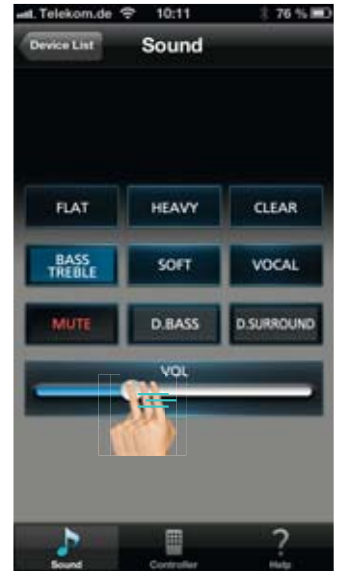 Telekom.de 10:11 76 %
Device List Sound
FLAT HEAVY CLEAR
BASS
TREBLE SOFT VOCAL
MUTE D.BASS D.SURROUND
VOL
Sound Controller Help